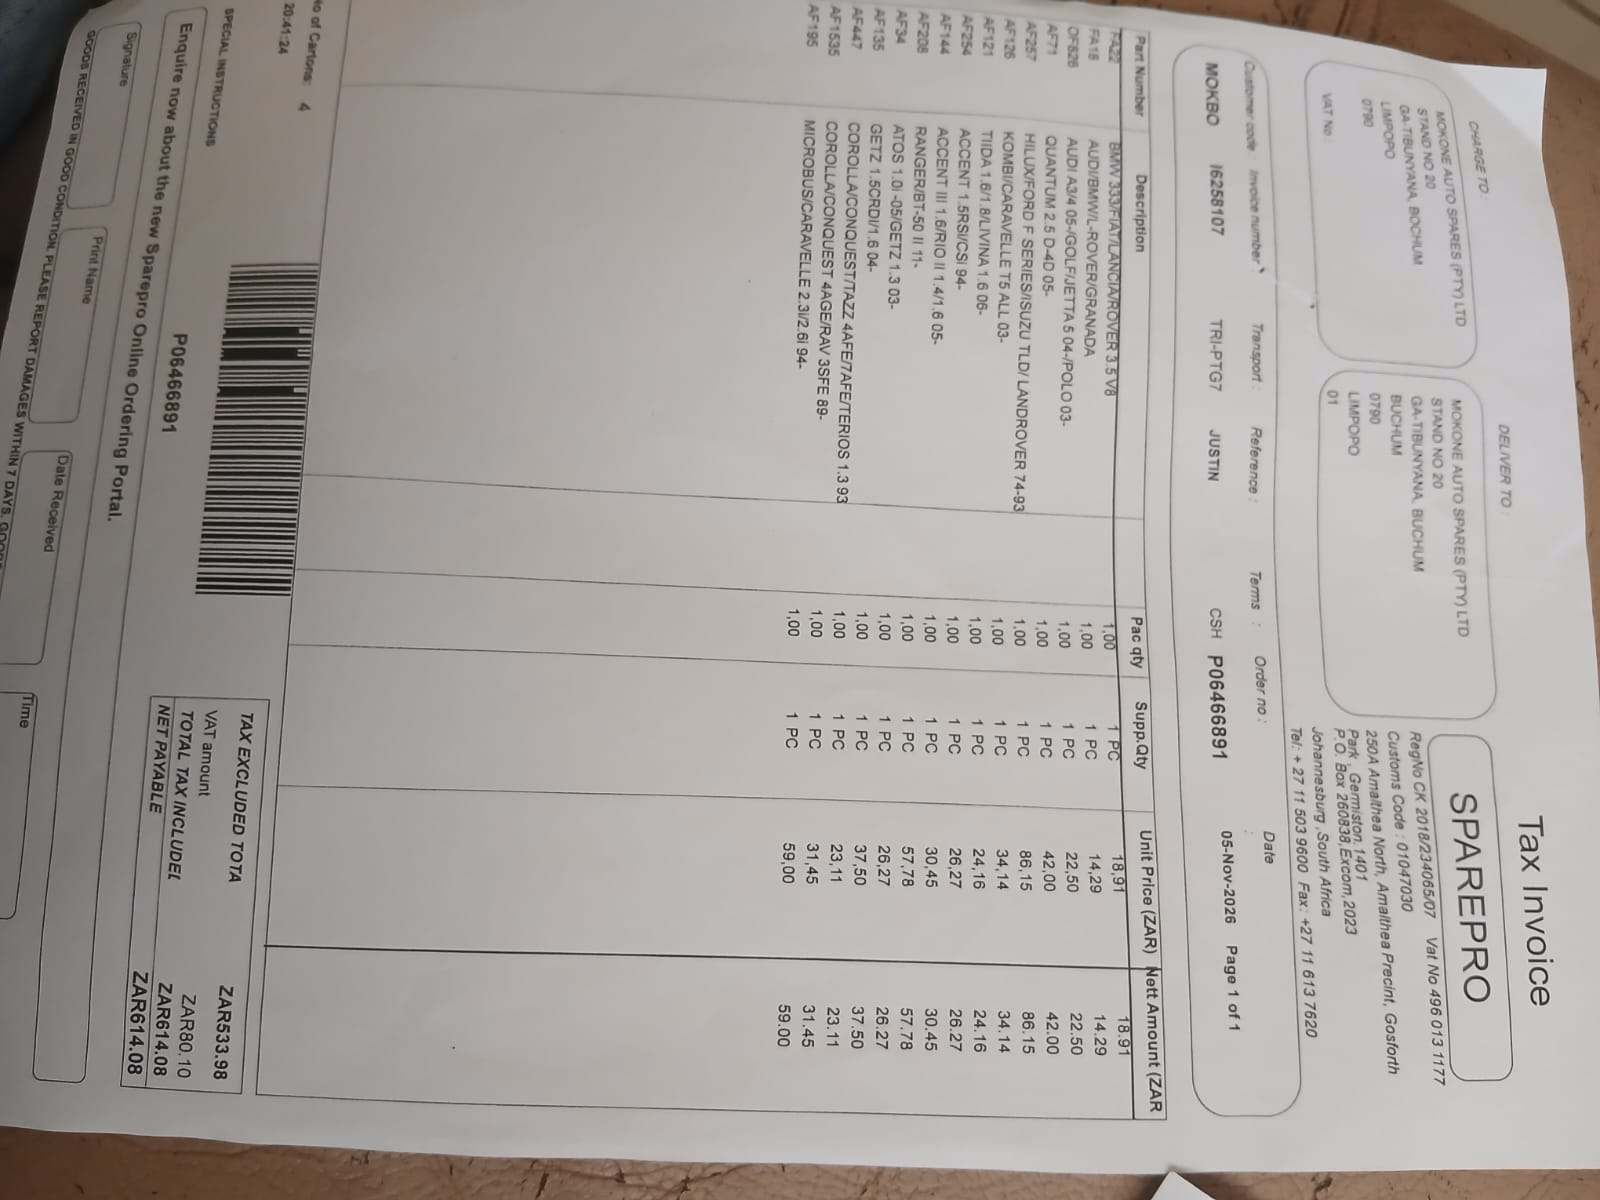 Tax Invoice
CHARGE TO :
MOKONE AUTO SPARES (PTY) LTD
STAND NO 20
GA-TIBUNYANA, BOCHUM
LIMPOPO
0790
VAT No :
DELIVER TO :
MOKONE AUTO SPARES (PTY) LTD
STAND NO 20
GA-TIBUNYANA, BUCHUM
BUCHUM
0790
LIMPOPO
01
SPAREPRO
RegNo CK 2018/234065/07 Vat No 496 013 1177
Customs Code : 01047030
250A Amalthea North, Amalthea Precint, Gosforth
Park , Germiston, 1401
P.O. Box 260838,Excom,2023
Johannesburg ,South Africa
Tel: + 27 11 503 9600 Fax: +27 11 613 7620
Customer code : Invoice number Transport : Reference : Terms : Order no : Date :
MOKBO I6258107 TRI-PTG7 JUSTIN CSH P06466891 05-Nov-2026 Page 1 of 1
Part Number Description Pac qty Supp.Qty Unit Price (ZAR) Nett Amount (ZAR
FA22 BMW 333/FIAT/LANCIA/ROVER 3.5 V8 1,00 1 PC 18,91 18.91
FA18 AUDI/BMW/L-ROVER/GRANADA 1,00 1 PC 14,29 14.29
OF826 AUDI A3/4 05-/GOLF/JETTA 5 04-/POLO 03- 1,00 1 PC 22,50 22.50
AF71 QUANTUM 2.5 D-4D 05- 1,00 1 PC 42,00 42.00
AF257 HILUX/FORD F SERIES/ISUZU TLD/ LANDROVER 74-93 1,00 1 PC 86,15 86.15
AF126 KOMBI/CARAVELLE T5 ALL 03- 1,00 1 PC 34,14 34.14
AF121 TIIDA 1.6/1.8/LIVINA 1.6 06- 1,00 1 PC 24,16 24.16
AF254 ACCENT 1.5RSi/CSi 94- 1,00 1 PC 26,27 26.27
AF144 ACCENT III 1.6/RIO II 1.4/1.6 05- 1,00 1 PC 30,45 30.45
AF208 RANGER/BT-50 II 11- 1,00 1 PC 57,78 57.78
AF34 ATOS 1.0i -05/GETZ 1.3 03- 1,00 1 PC 26,27 26.27
AF135 GETZ 1.5CRDI/1.6 04- 1,00 1 PC 37,50 37.50
AF447 COROLLA/CONQUEST/TAZZ 4AFE/7AFE/TERIOS 1.3 93 1,00 1 PC 23,11 23.11
AF1535 COROLLA/CONQUEST 4AGE/RAV 3SFE 89- 1,00 1 PC 31,45 31.45
AF195 MICROBUS/CARAVELLE 2.3i/2.6i 94- 1,00 1 PC 59,00 59.00
No of Cartons: 4
20:41:24
SPECIAL INSTRUCTIONS
P06466891
Enquire now about the new Sparepro Online Ordering Portal.
TAX EXCLUDED TOTA ZAR533.98
VAT amount ZAR80.10
TOTAL TAX INCLUDEL ZAR614.08
NET PAYABLE ZAR614.08
Signature
Print Name
Date Received
Time
GOODS RECEIVED IN GOOD CONDITION. PLEASE REPORT DAMAGES WITHIN 7 DAYS.